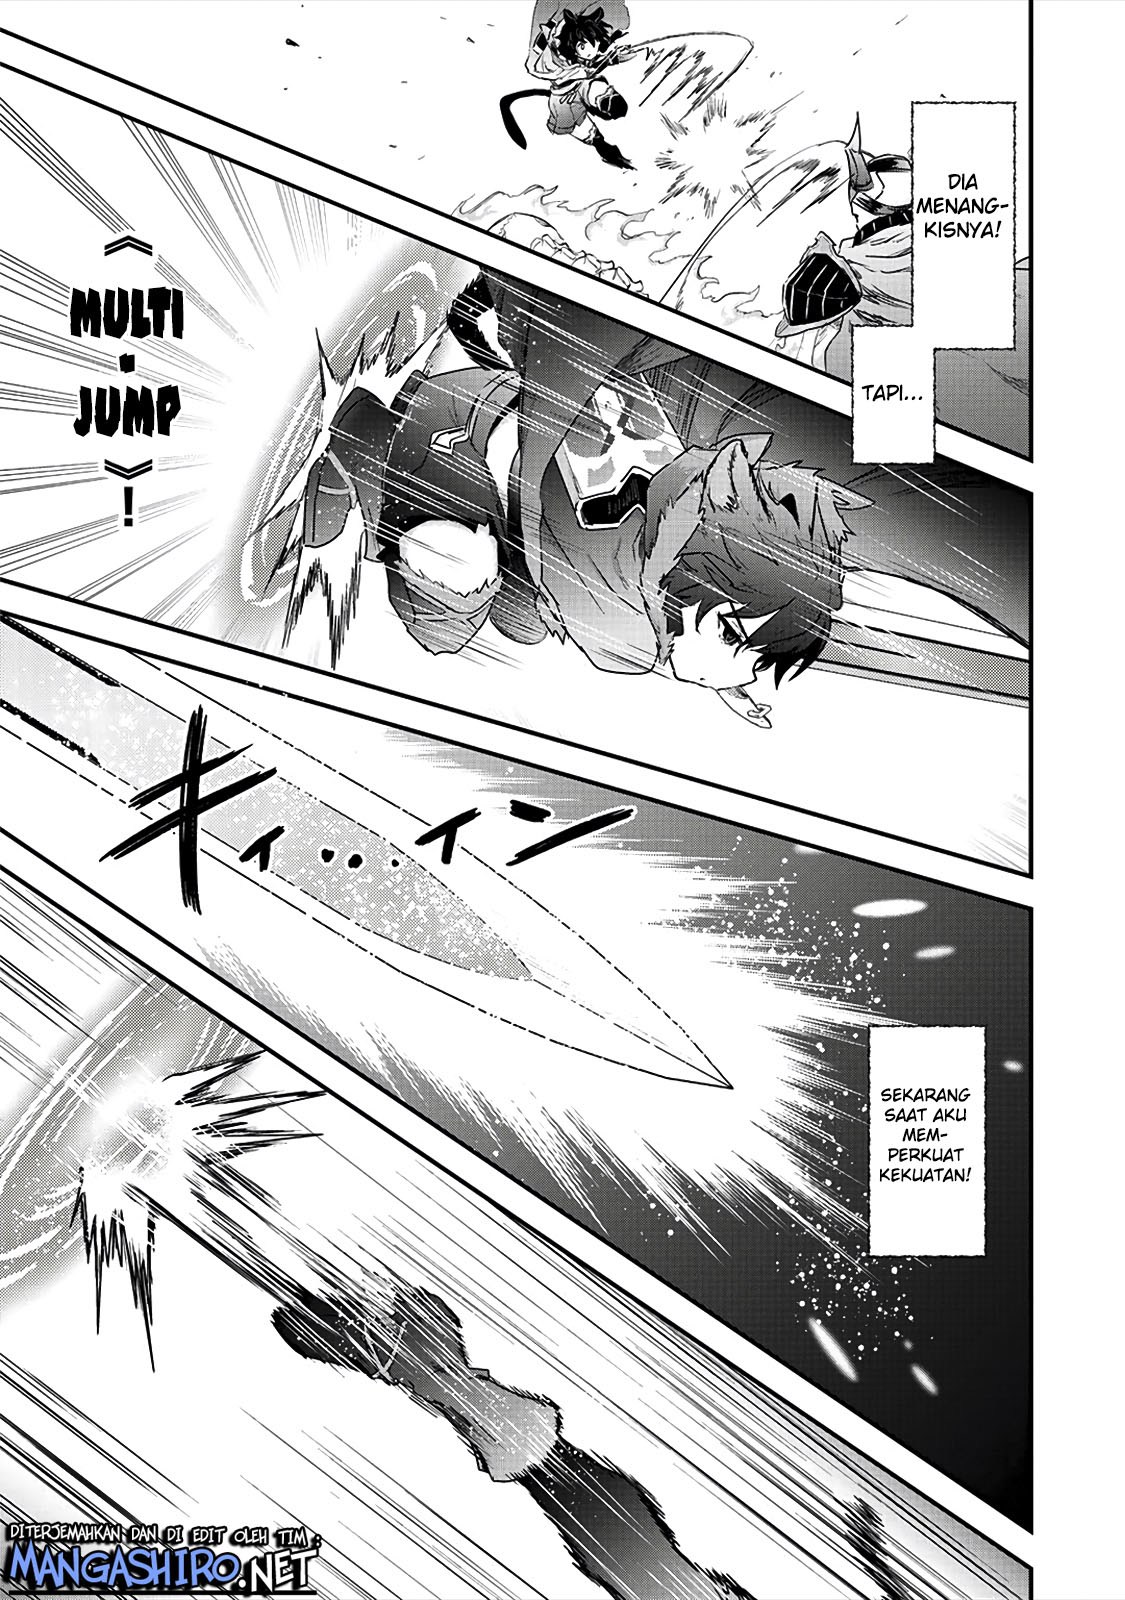 DIA
MENANG-
KISNYA!
TAPI...
《
MULTI
-
JUMP
》!
キィ...イン
SEKARANG
SAAT AKU
MEM-
PERKUAT
KEKUATAN!
DITERJEMAHKAN DAN DI EDIT OLEH TIM :
MANGASHIRO.NET